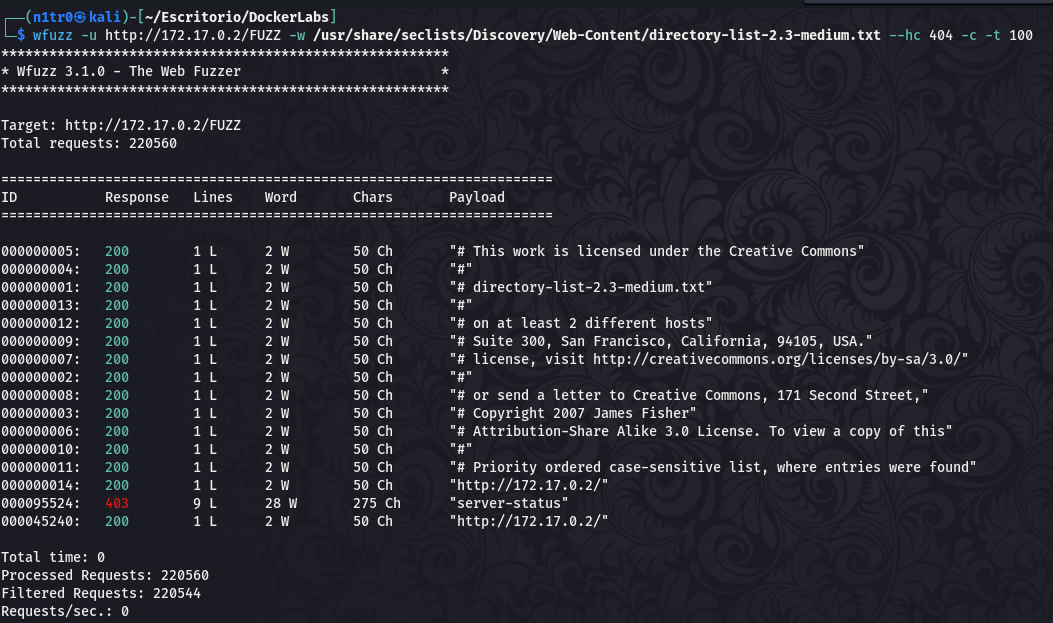 ┌──(n1tr0㉿kali)-[~/Escritorio/DockerLabs]
└─$ wfuzz -u http://172.17.0.2/FUZZ -w /usr/share/seclists/Discovery/Web-Content/directory-list-2.3-medium.txt --hc 404 -c -t 100
********************************************************
* Wfuzz 3.1.0 - The Web Fuzzer                         *
********************************************************

Target: http://172.17.0.2/FUZZ
Total requests: 220560

=====================================================================
ID           Response   Lines    Word       Chars       Payload
=====================================================================

000000005:   200        1 L      2 W        50 Ch       "# This work is licensed under the Creative Commons"
000000004:   200        1 L      2 W        50 Ch       "#"
000000001:   200        1 L      2 W        50 Ch       "# directory-list-2.3-medium.txt"
000000013:   200        1 L      2 W        50 Ch       "#"
000000012:   200        1 L      2 W        50 Ch       "# on at least 2 different hosts"
000000009:   200        1 L      2 W        50 Ch       "# Suite 300, San Francisco, California, 94105, USA."
000000007:   200        1 L      2 W        50 Ch       "# license, visit http://creativecommons.org/licenses/by-sa/3.0/"
000000002:   200        1 L      2 W        50 Ch       "#"
000000008:   200        1 L      2 W        50 Ch       "# or send a letter to Creative Commons, 171 Second Street,"
000000003:   200        1 L      2 W        50 Ch       "# Copyright 2007 James Fisher"
000000006:   200        1 L      2 W        50 Ch       "# Attribution-Share Alike 3.0 License. To view a copy of this"
000000010:   200        1 L      2 W        50 Ch       "#"
000000011:   200        1 L      2 W        50 Ch       "# Priority ordered case-sensitive list, where entries were found"
000000014:   200        1 L      2 W        50 Ch       "http://172.17.0.2/"
000095524:   403        9 L      28 W       275 Ch      "server-status"
000045240:   200        1 L      2 W        50 Ch       "http://172.17.0.2/"

Total time: 0
Processed Requests: 220560
Filtered Requests: 220544
Requests/sec.: 0